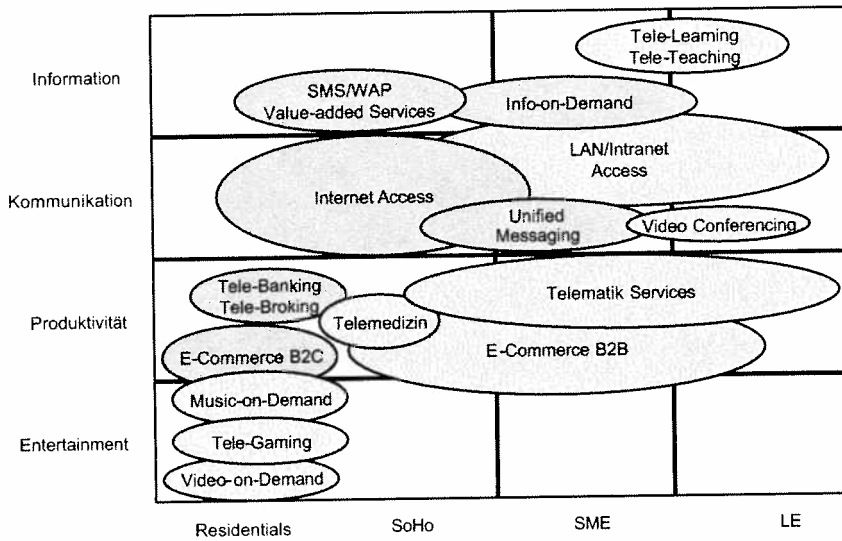 Information
Tele-Learning
Tele-Teaching
SMS/WAP
Value-added Services
Info-on-Demand
Kommunikation
LAN/Intranet
Access
Internet Access
Unified
Messaging
Video Conferencing
Produktivität
Tele-Banking
Tele-Broking
Telematik Services
Telemedizin
E-Commerce B2C
E-Commerce B2B
Entertainment
Music-on-Demand
Tele-Gaming
Video-on-Demand
Residentials
SoHo
SME
LE